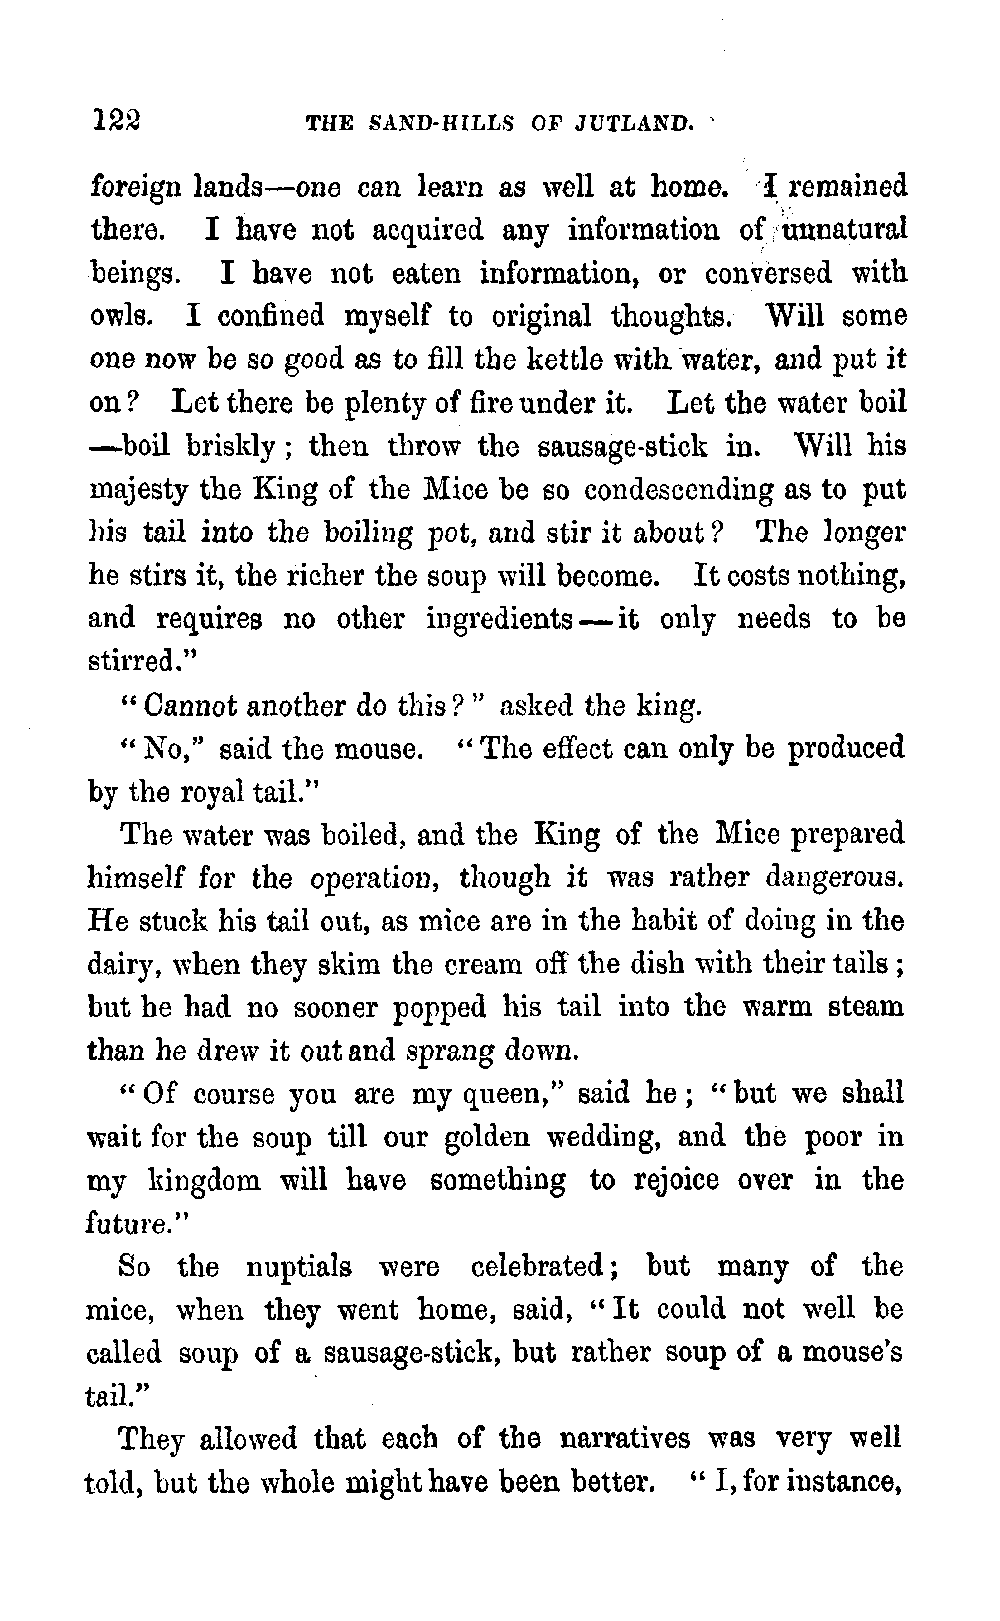 122 THE SAND-HILLS OF JUTLAND.
foreign lands—one can learn as well at home. I remained
there. I have not acquired any information of unnatural
beings. I have not eaten information, or conversed with
owls. I confined myself to original thoughts. Will some
one now be so good as to fill the kettle with water, and put it
on? Let there be plenty of fire under it. Let the water boil
—boil briskly; then throw the sausage-stick in. Will his
majesty the King of the Mice be so condescending as to put
his tail into the boiling pot, and stir it about? The longer
he stirs it, the richer the soup will become. It costs nothing,
and requires no other ingredients—it only needs to be
stirred."
"Cannot another do this?" asked the king.
"No," said the mouse. "The effect can only be produced
by the royal tail."
The water was boiled, and the King of the Mice prepared
himself for the operation, though it was rather dangerous.
He stuck his tail out, as mice are in the habit of doing in the
dairy, when they skim the cream off the dish with their tails;
but he had no sooner popped his tail into the warm steam
than he drew it out and sprang down.
"Of course you are my queen," said he; "but we shall
wait for the soup till our golden wedding, and the poor in
my kingdom will have something to rejoice over in the
future."
So the nuptials were celebrated; but many of the
mice, when they went home, said, "It could not well be
called soup of a sausage-stick, but rather soup of a mouse's
tail."
They allowed that each of the narratives was very well
told, but the whole might have been better. "I, for instance,